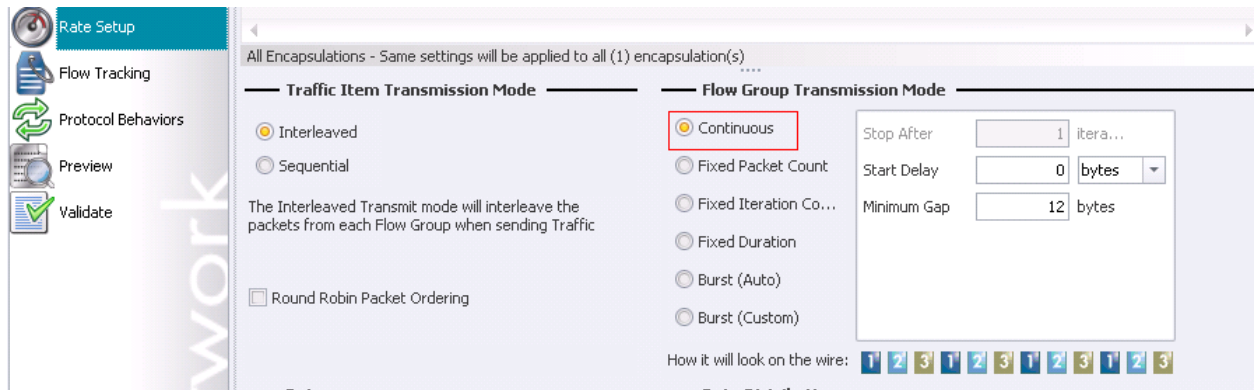 Rate Setup
Flow Tracking
Protocol Behaviors
Preview
Validate
work
All Encapsulations - Same settings will be applied to all (1) encapsulation(s)
Traffic Item Transmission Mode
Interleaved
Sequential
The Interleaved Transmit mode will interleave the
packets from each Flow Group when sending Traffic
Round Robin Packet Ordering
Flow Group Transmission Mode
Continuous
Fixed Packet Count
Fixed Iteration Co...
Fixed Duration
Burst (Auto)
Burst (Custom)
Stop After 1 itera...
Start Delay 0 bytes
Minimum Gap 12 bytes
How it will look on the wire: 1 2 3 1 2 3 1 2 3 1 2 3